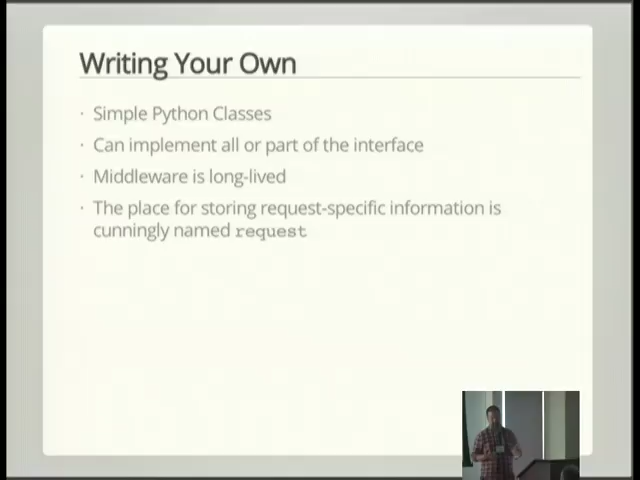 Writing Your Own
· Simple Python Classes
· Can implement all or part of the interface
· Middleware is long-lived
· The place for storing request-specific information is
cunningly named request